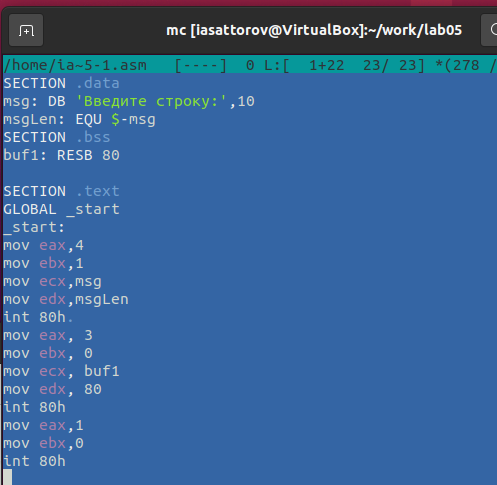 mc [iasattorov@VirtualBox]:~/work/lab05
/home/ia~5-1.asm   [----]  0 L:[  1+22  23/ 23] *(278 /
SECTION .data
msg: DB 'Введите строку:',10
msgLen: EQU $-msg
SECTION .bss
buf1: RESB 80
SECTION .text
GLOBAL _start
_start:
mov eax,4
mov ebx,1
mov ecx,msg
mov edx,msgLen
int 80h.
mov eax, 3
mov ebx, 0
mov ecx, buf1
mov edx, 80
int 80h
mov eax,1
mov ebx,0
int 80h